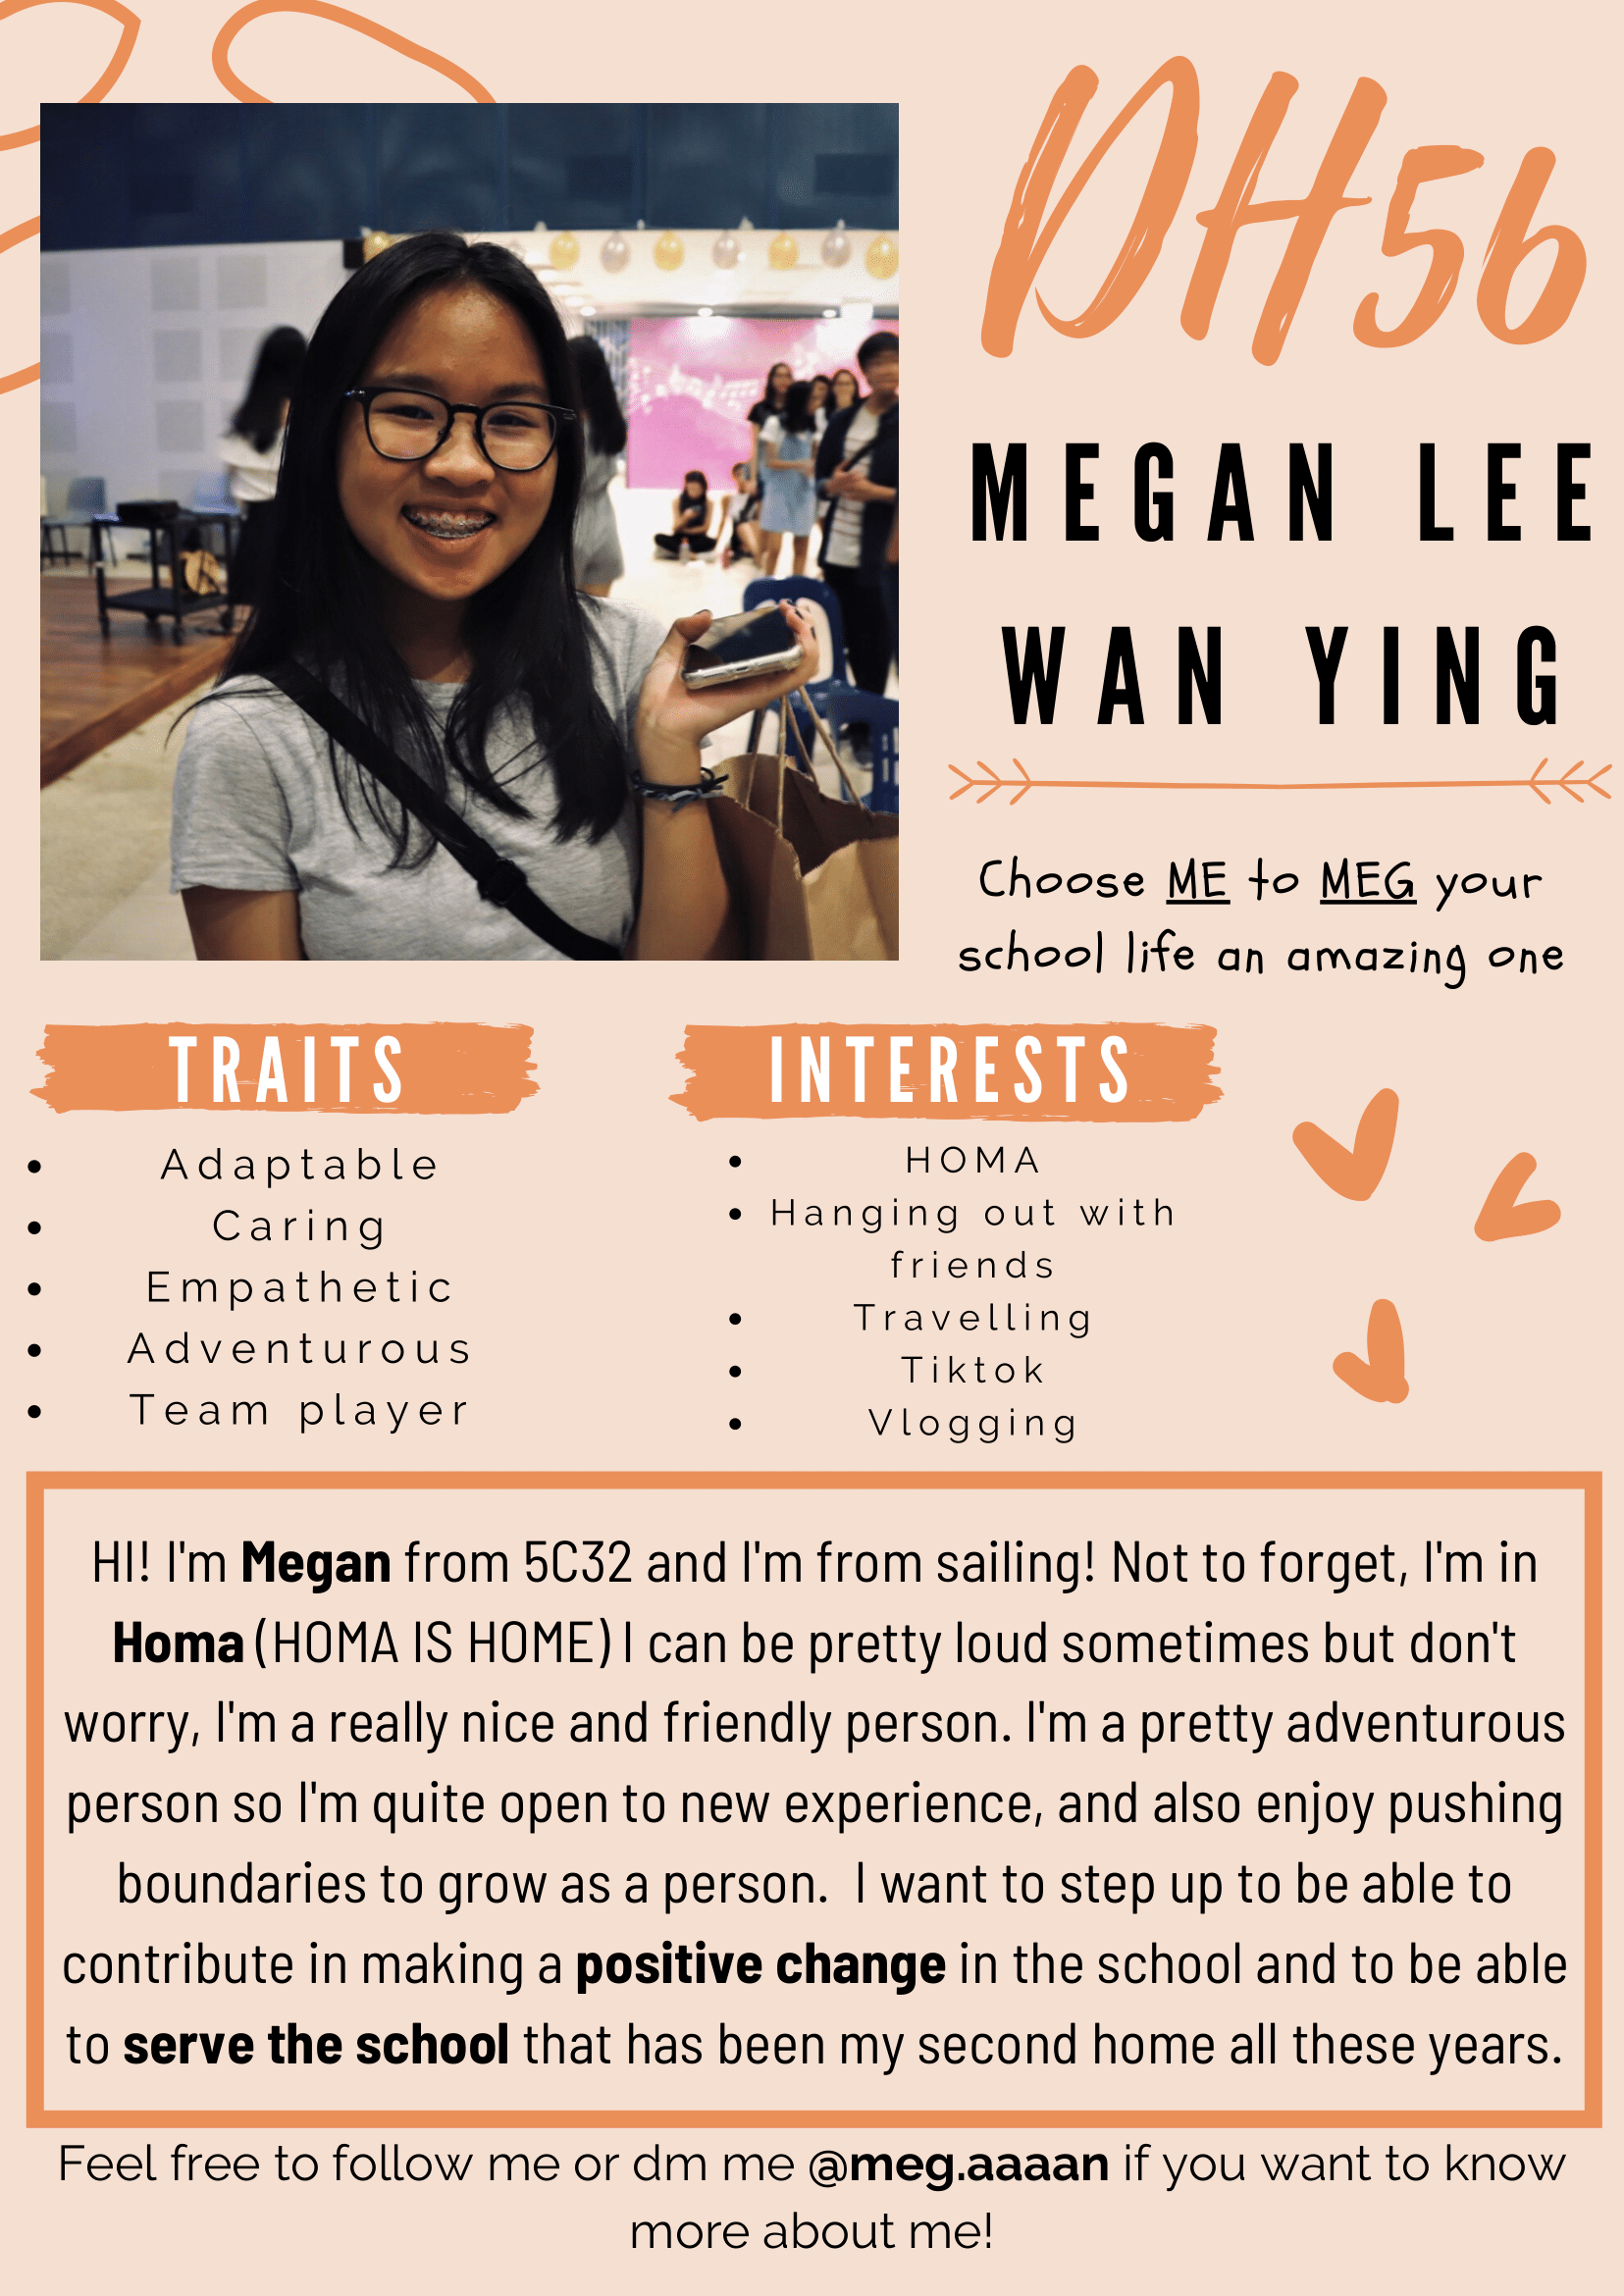 DH56
MEGAN LEE
WAN YING
Choose ME to MEG your
school life an amazing one
TRAITS
• Adaptable
• Caring
• Empathetic
• Adventurous
• Team player
INTERESTS
• HOMA
• Hanging out with
friends
• Travelling
• Tiktok
• Vlogging
HI! I'm Megan from 5C32 and I'm from sailing! Not to forget, I'm in
Homa (HOMA IS HOME) I can be pretty loud sometimes but don't
worry, I'm a really nice and friendly person. I'm a pretty adventurous
person so I'm quite open to new experience, and also enjoy pushing
boundaries to grow as a person.  I want to step up to be able to
contribute in making a positive change in the school and to be able
to serve the school that has been my second home all these years.
Feel free to follow me or dm me @meg.aaaan if you want to know
more about me!